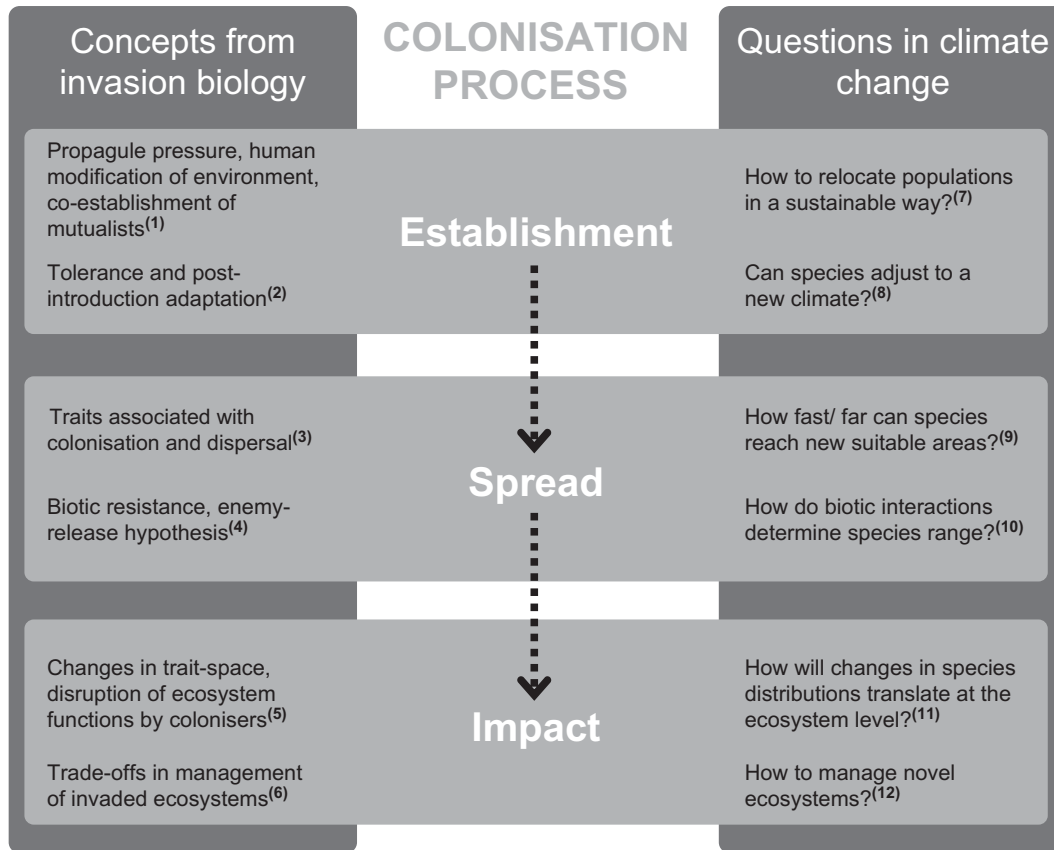 Concepts from
invasion biology
COLONISATION
PROCESS
Questions in climate
change
Propagule pressure, human
modification of environment,
co-establishment of
mutualists(1)
Tolerance and post-
introduction adaptation(2)
Establishment
How to relocate populations
in a sustainable way?(7)
Can species adjust to a
new climate?(8)
Traits associated with
colonisation and dispersal(3)
Biotic resistance, enemy-
release hypothesis(4)
Spread
How fast/ far can species
reach new suitable areas?(9)
How do biotic interactions
determine species range?(10)
Changes in trait-space,
disruption of ecosystem
functions by colonisers(5)
Trade-offs in management
of invaded ecosystems(6)
Impact
How will changes in species
distributions translate at the
ecosystem level?(11)
How to manage novel
ecosystems?(12)